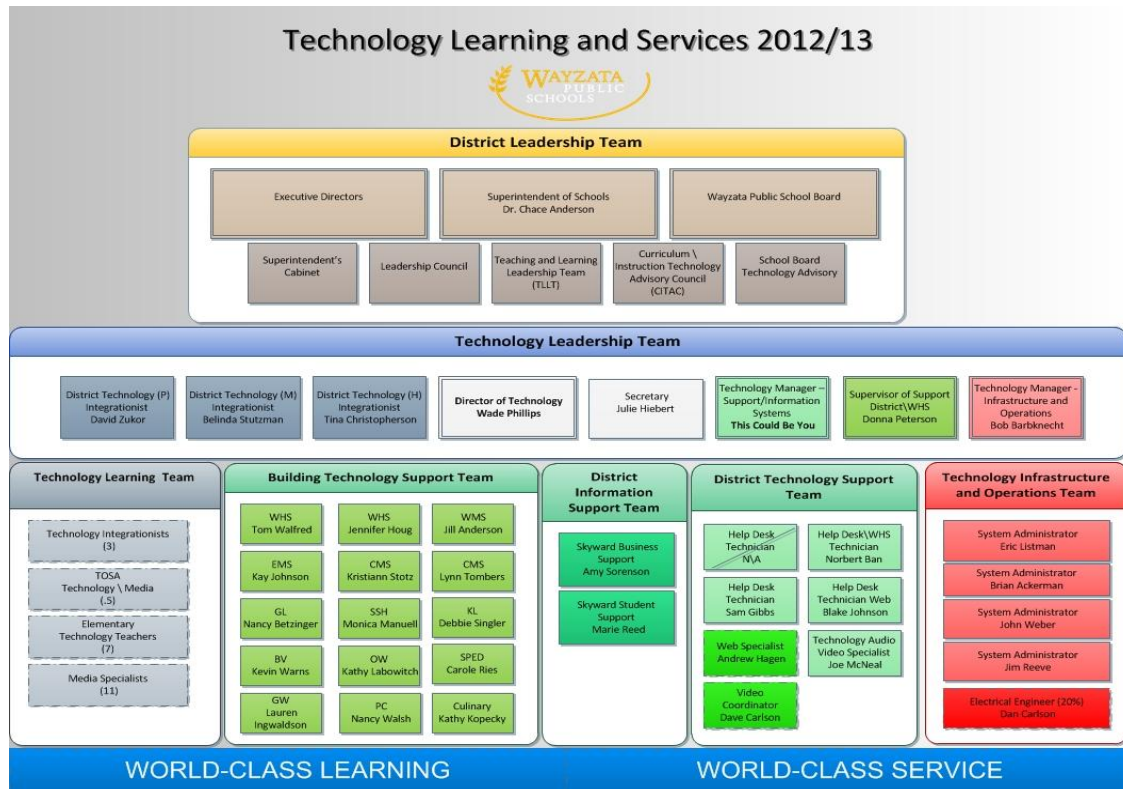 Technology Learning and Services 2012/13
WAYZATA
PUBLIC
SCHOOLS
District Leadership Team
Executive Directors
Superintendent of Schools
Dr. Chace Anderson
Wayzata Public School Board
Superintendent's
Cabinet
Leadership Council
Teaching and Learning
Leadership Team
(TLLT)
Curriculum \
Instruction Technology
Advisory Council
(CITAC)
School Board
Technology Advisory
Technology Leadership Team
District Technology (P)
Integrationist
David Zukor
District Technology (M)
Integrationist
Belinda Stutzman
District Technology (H)
Integrationist
Tina Christopherson
Director of Technology
Wade Phillips
Secretary
Julie Hiebert
Technology Manager –
Support/Information
Systems
This Could Be You
Supervisor of Support
District\WHS
Donna Peterson
Technology Manager -
Infrastructure and
Operations
Bob Barbknecht
Technology Learning Team
Technology Integrationists
(3)
TOSA
Technology \ Media
(.5)
Elementary
Technology Teachers
(7)
Media Specialists
(11)
Building Technology Support Team
WHS
Tom Walfred
WHS
Jennifer Houg
WMS
Jill Anderson
EMS
Kay Johnson
CMS
Kristiann Stotz
CMS
Lynn Tombers
GL
Nancy Betzinger
SSH
Monica Manuell
KL
Debbie Singler
BV
Kevin Warns
OW
Kathy Labowitch
SPED
Carole Ries
GW
Lauren
Ingwaldson
PC
Nancy Walsh
Culinary
Kathy Kopecky
District
Information
Support Team
Skyward Business
Support
Amy Sorenson
Skyward Student
Support
Marie Reed
District Technology Support
Team
Help Desk
Technician
N\A
Help Desk\WHS
Technician
Norbert Ban
Help Desk
Technician
Sam Gibbs
Help Desk
Technician Web
Blake Johnson
Web Specialist
Andrew Hagen
Technology Audio
Video Specialist
Joe McNeal
Video
Coordinator
Dave Carlson
Technology Infrastructure
and Operations Team
System Administrator
Eric Listman
System Administrator
Brian Ackerman
System Administrator
John Weber
System Administrator
Jim Reeve
Electrical Engineer (20%)
Dan Carlson
WORLD-CLASS LEARNING
WORLD-CLASS SERVICE